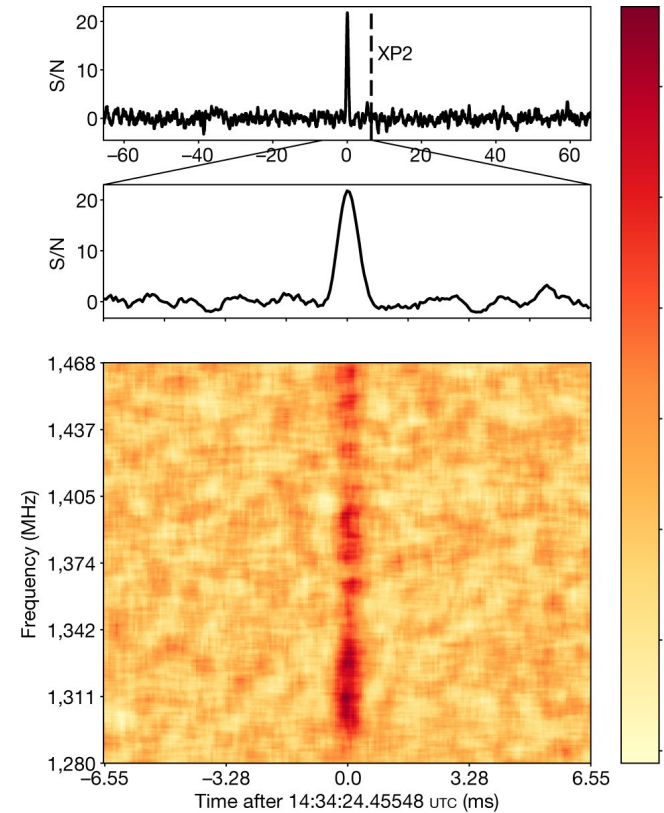 S/N
20
10
0
XP2
−60 −40 −20 0 20 40 60
S/N
20
10
0
Frequency (MHz)
1,468
1,437
1,405
1,374
1,342
1,311
1,280
−6.55 −3.28 0.0 3.28 6.55
Time after 14:34:24.45548 UTC (ms)